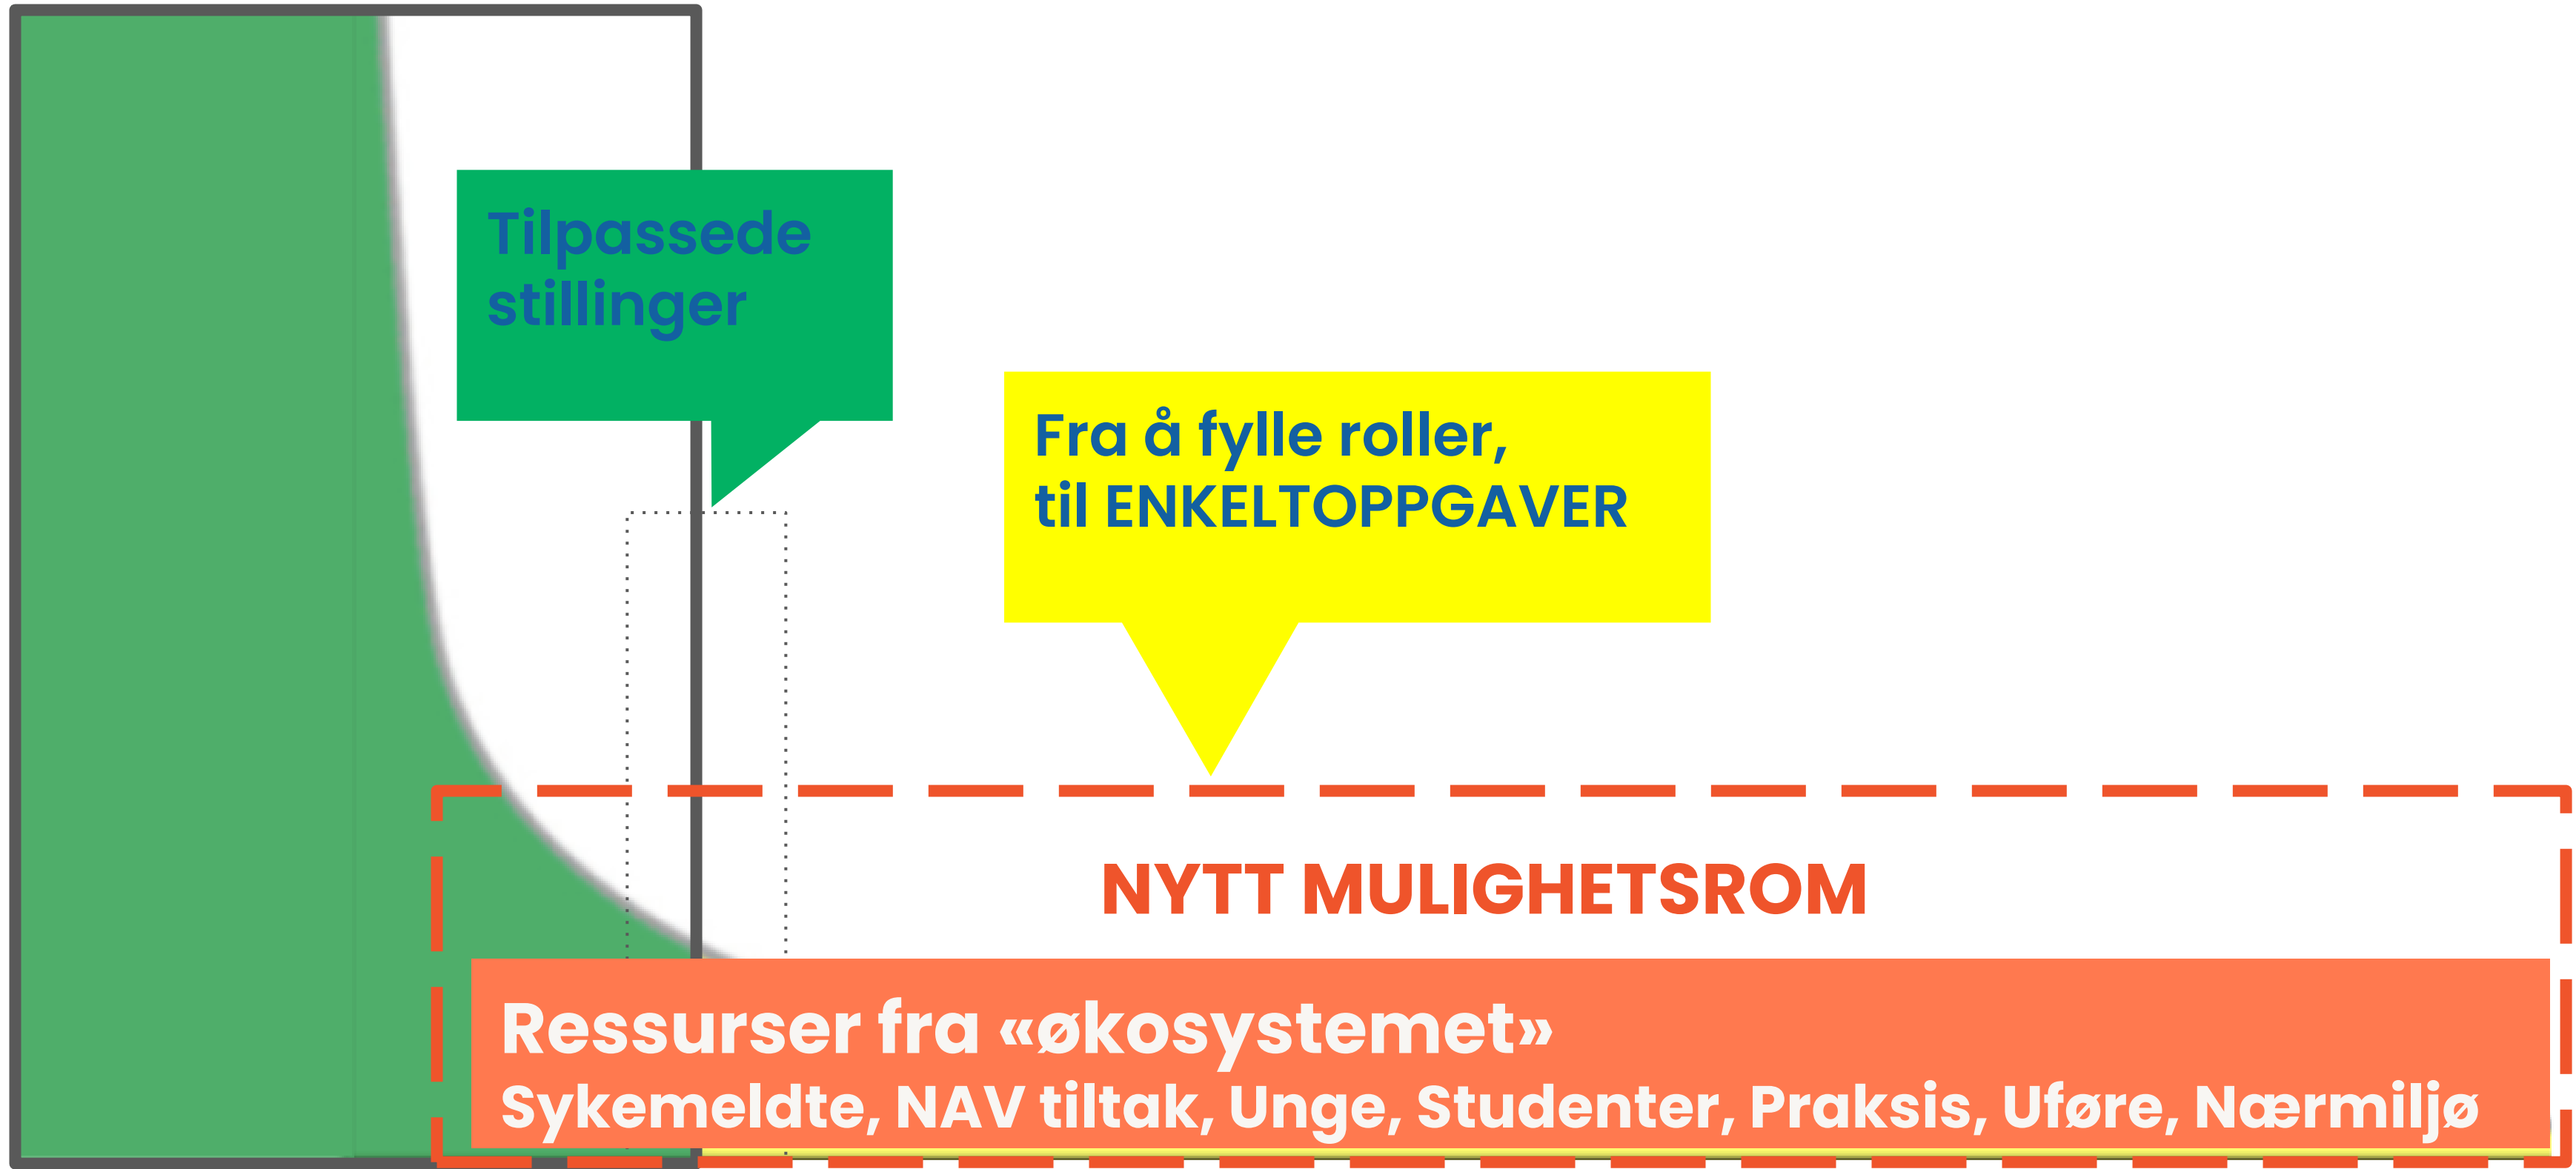 Tilpassede
stillinger
Fra å fylle roller,
til ENKELTOPPGAVER
NYTT MULIGHETSROM
Ressurser fra «økosystemet»
Sykemeldte, NAV tiltak, Unge, Studenter, Praksis, Uføre, Nærmiljø